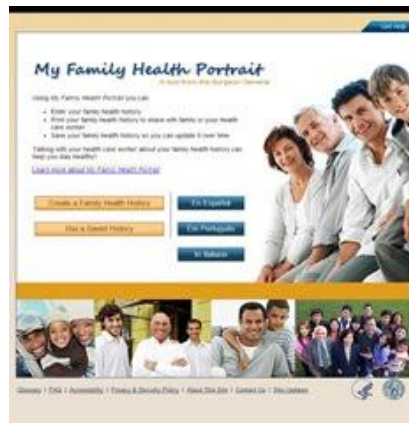 Get Help
My Family Health Portrait
A tool from the Surgeon General
Using My Family Health Portrait you can:
Enter your family health history
Print your family health history to share with family or your health
care worker
Save your family health history so you can update it over time
Talking with your health care worker about your family health history can
help you stay healthy!
Learn more about My Family Health Portrait
Create a Family Health History
Use a Saved History
En Español
Em Português
In Italiano
Glossary | FAQ | Accessibility | Privacy & Security Policy | About This Site | Contact Us | Site Updates